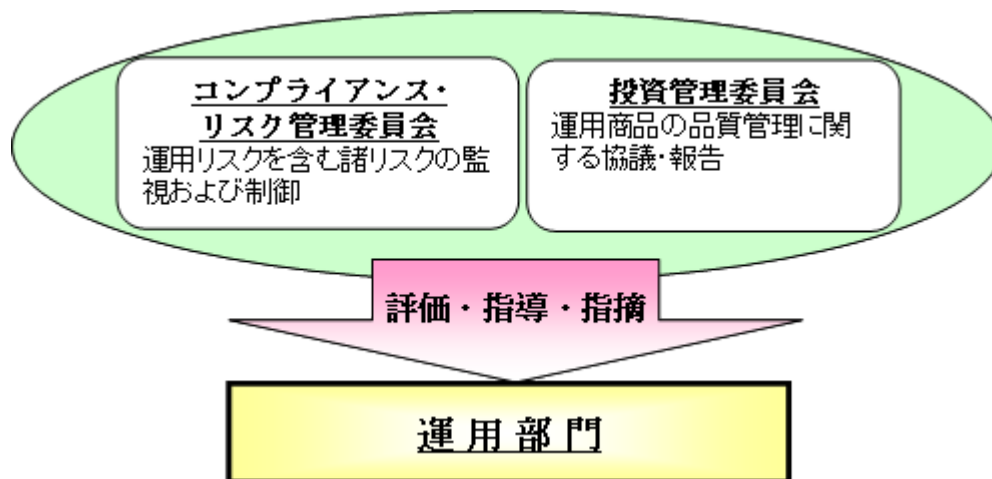 コンプライアンス・
リスク管理委員会
運用リスクを含む諸リスクの監
視および制御
投資管理委員会
運用商品の品質管理に関
する協議・報告
評価・指導・指摘
運用部門